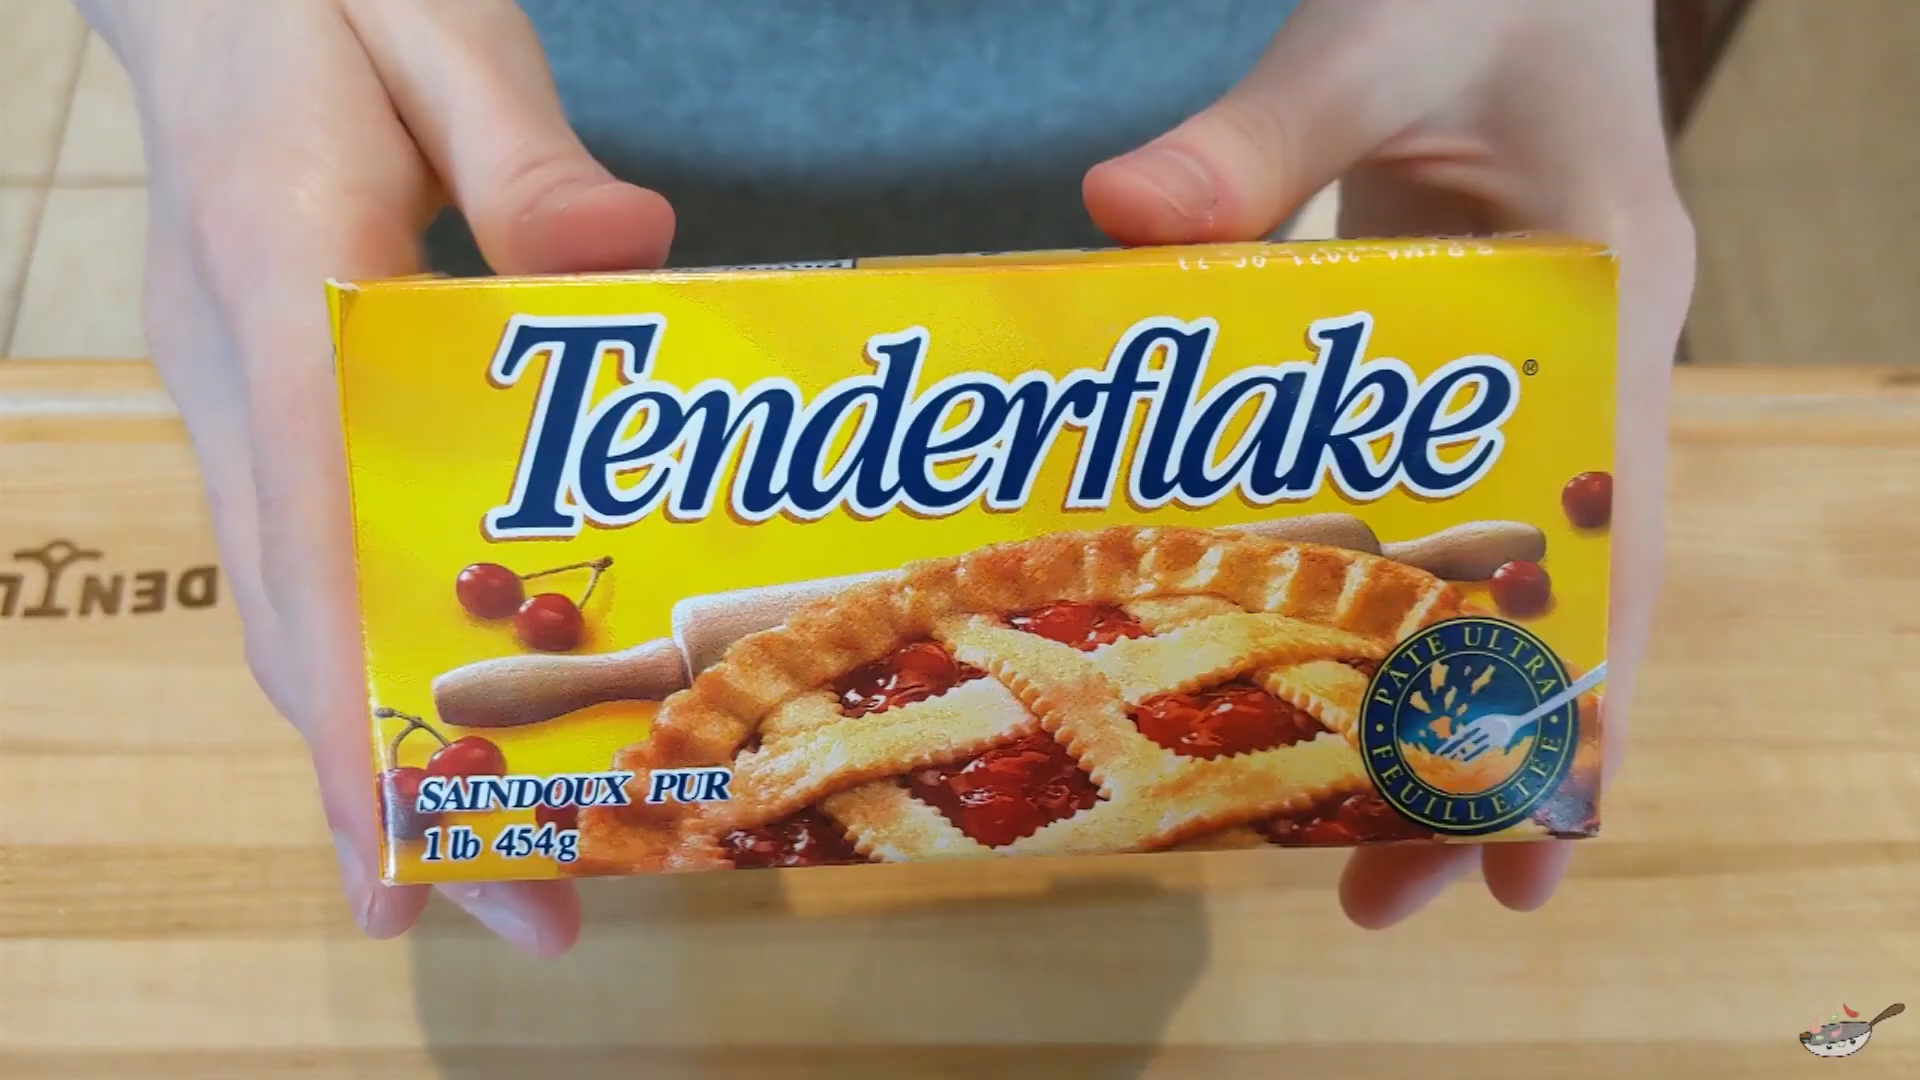 Tenderflake®
PÂTE ULTRA
FEUILLETÉE
SAINDOUX PUR
1 lb 454g